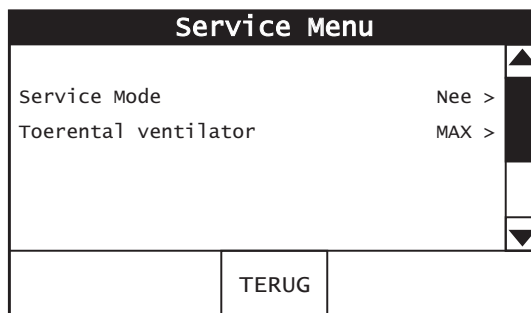 Service Menu
Service Mode Nee >
Toerental ventilator MAX >
TERUG